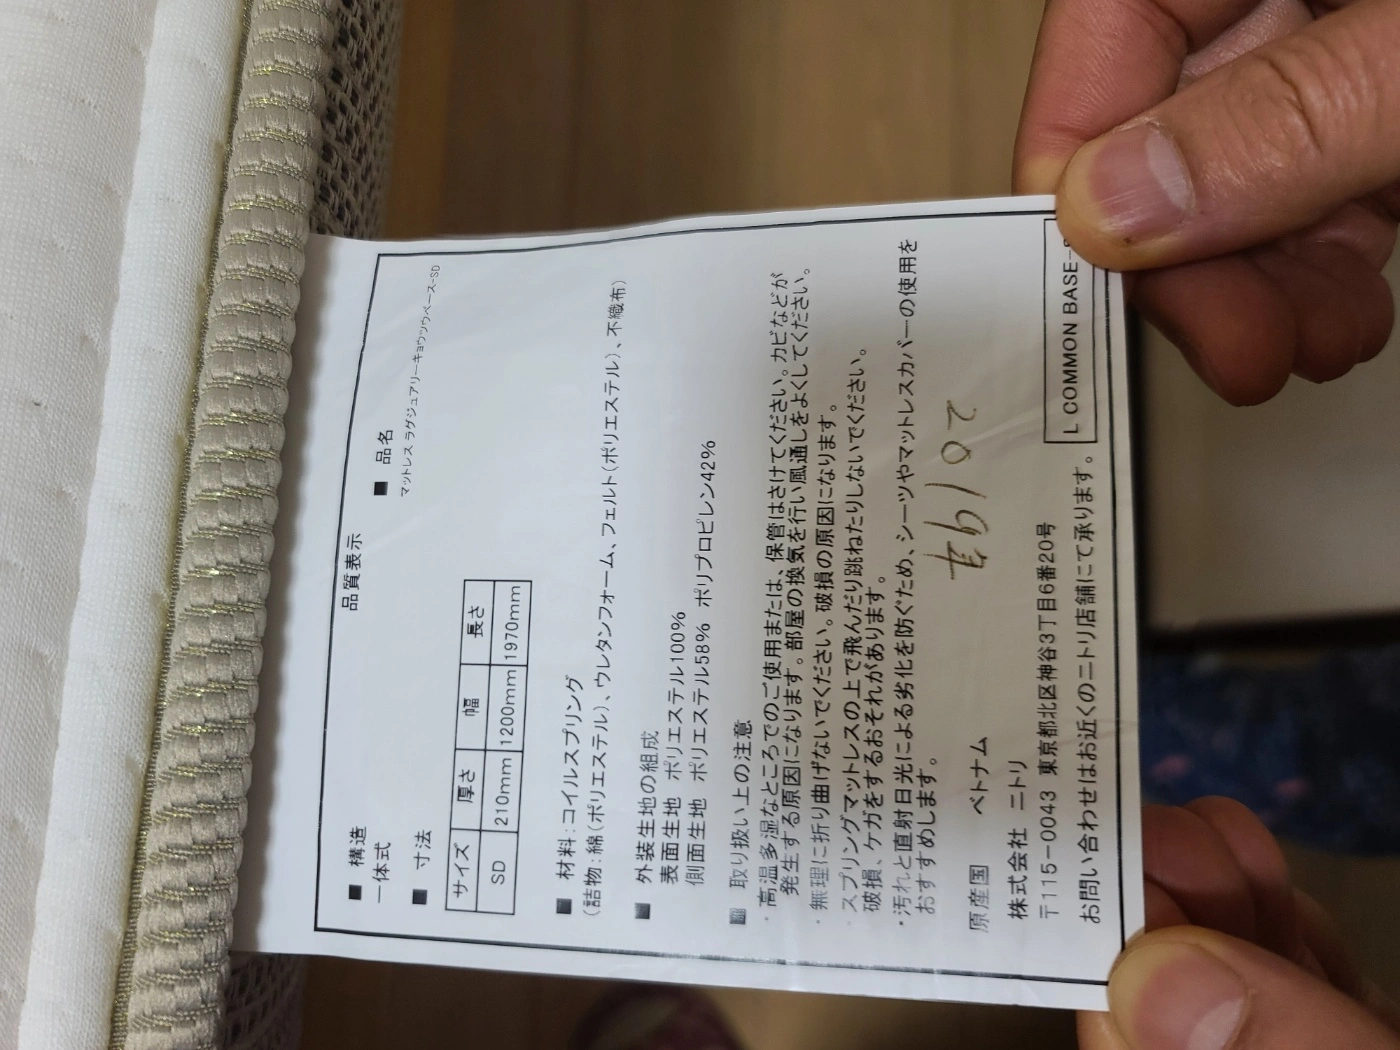 品質表示
■ 構造
一体式
■ 品名
マットレス ラグジュアリーキョウツウベース-SD
■ 寸法
サイズ 厚さ 幅 長さ
SD 210mm 1200mm 1970mm
■ 材料:コイルスプリング
(詰物:綿(ポリエステル)、ウレタンフォーム、フェルト(ポリエステル)、不織布)
■ 外装生地の組成
表面生地 ポリエステル100%
側面生地 ポリエステル58% ポリプロピレン42%
■ 取り扱い上の注意
・高温多湿なところでのご使用または、保管はさけてください。カビなどが
発生する原因になります。部屋の換気を行い風通しをよくしてください。
・無理に折り曲げないでください。破損の原因になります。
・スプリングマットレスの上で飛んだり跳ねたりしないでください。
破損、ケガをするおそれがあります。
・汚れと直射日光による劣化を防ぐため、シーツやマットレスカバーの使用を
おすすめします。
原産国 ベトナム
2019年
株式会社 ニトリ
〒115-0043 東京都北区神谷3丁目6番20号
お問い合わせはお近くのニトリ店舗にて承ります。
L COMMON BASE-